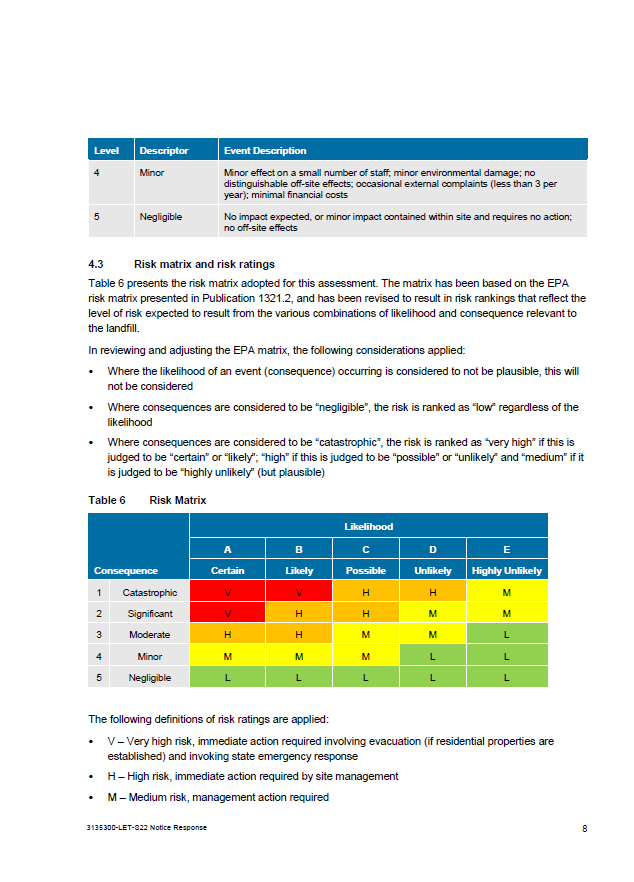 Level Descriptor Event Description
4 Minor Minor effect on a small number of staff; minor environmental damage; no
distinguishable off-site effects; occasional external complaints (less than 3 per
year); minimal financial costs
5 Negligible No impact expected, or minor impact contained within site and requires no action;
no off-site effects
4.3 Risk matrix and risk ratings
Table 6 presents the risk matrix adopted for this assessment. The matrix has been based on the EPA
risk matrix presented in Publication 1321.2, and has been revised to result in risk rankings that reflect the
level of risk expected to result from the various combinations of likelihood and consequence relevant to
the landfill.
In reviewing and adjusting the EPA matrix, the following considerations applied:
• Where the likelihood of an event (consequence) occurring is considered to not be plausible, this will
not be considered
• Where consequences are considered to be “negligible”, the risk is ranked as “low” regardless of the
likelihood
• Where consequences are considered to be “catastrophic”, the risk is ranked as “very high” if this is
judged to be “certain” or “likely”; “high” if this is judged to be “possible” or “unlikely” and “medium” if it
is judged to be “highly unlikely” (but plausible)
Table 6 Risk Matrix
Likelihood
A B C D E
Consequence Certain Likely Possible Unlikely Highly Unlikely
1 Catastrophic V V H H M
2 Significant V H H M M
3 Moderate H H M M L
4 Minor M M M L L
5 Negligible L L L L L
The following definitions of risk ratings are applied:
• V – Very high risk, immediate action required involving evacuation (if residential properties are
established) and invoking state emergency response
• H – High risk, immediate action required by site management
• M – Medium risk, management action required
3135300-LET-S22 Notice Response 8